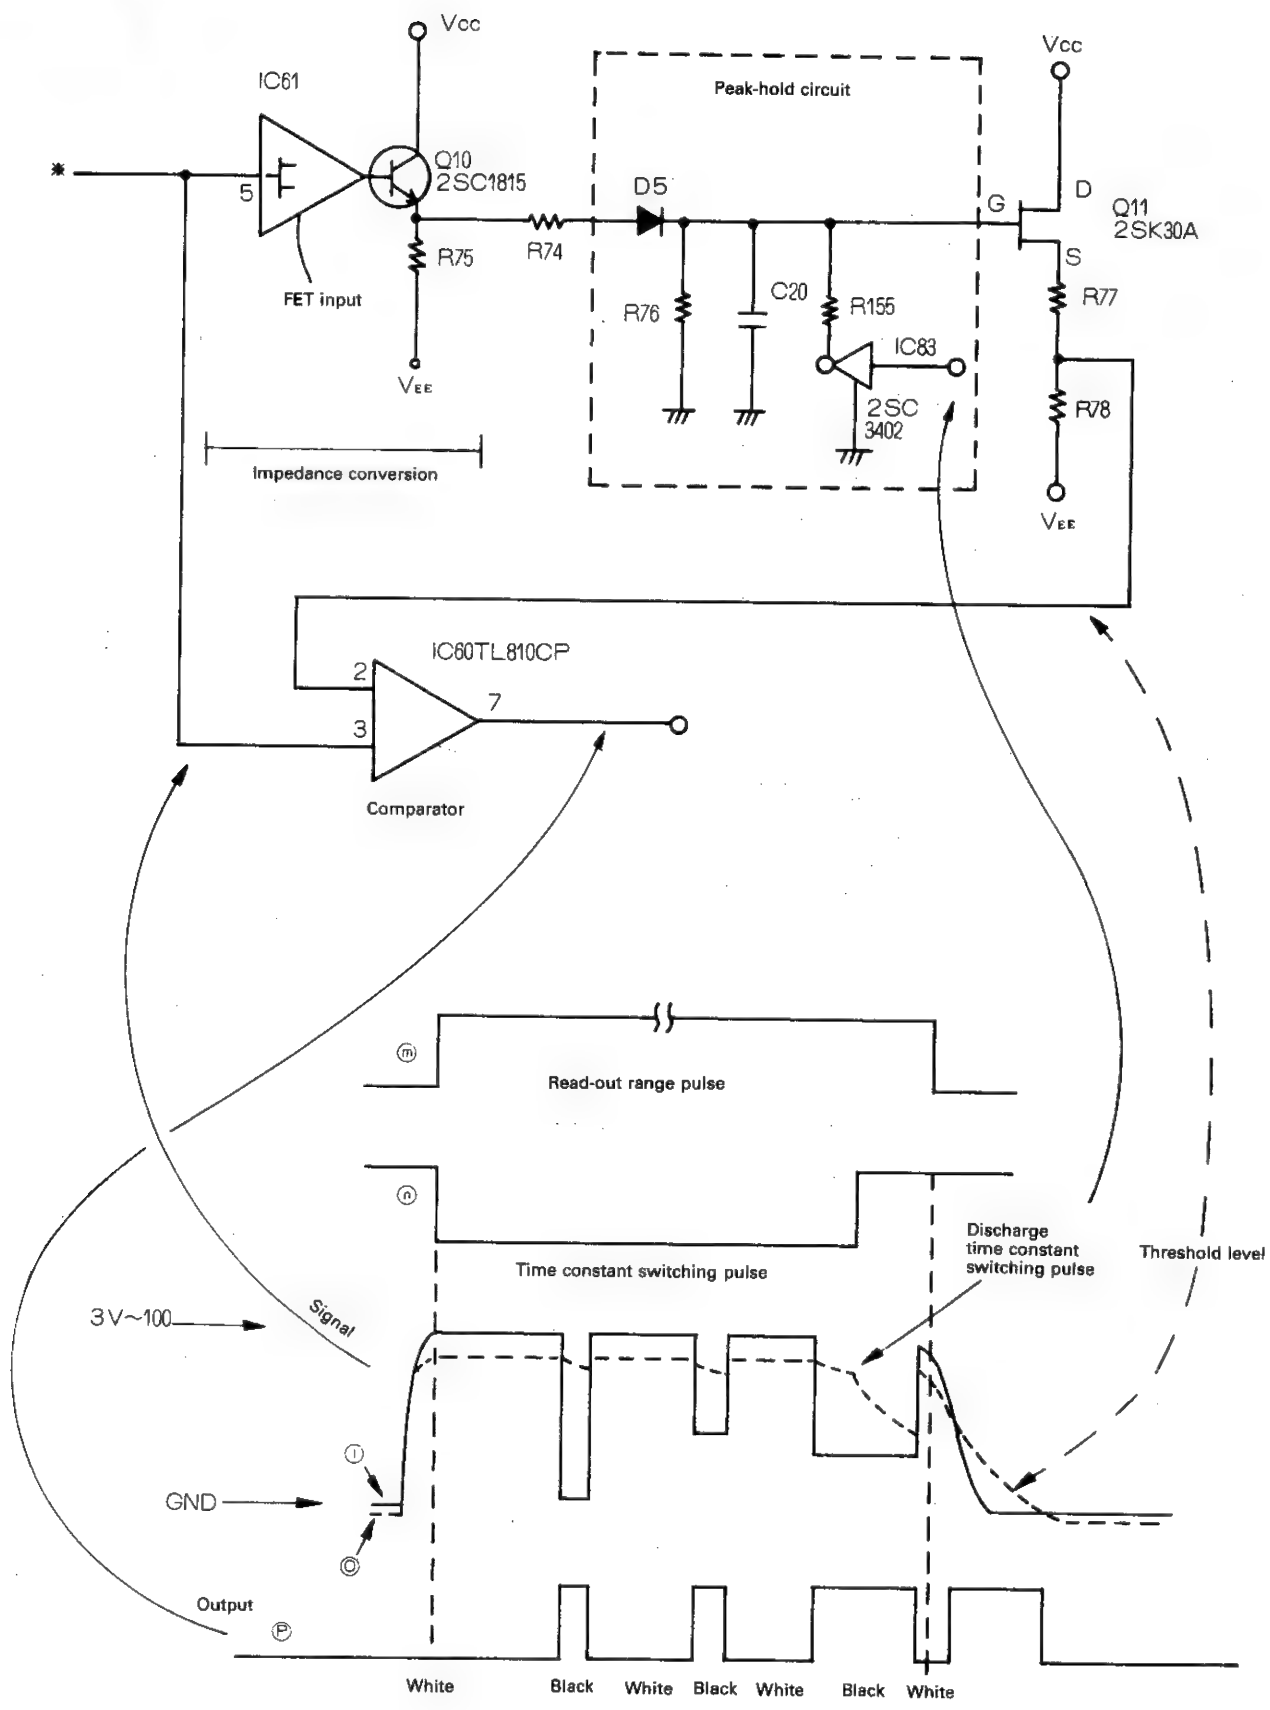 Vcc
IC61
Vcc
Peak-hold circuit
*
5
Q10
2SC1815
D5
G
D
Q11
2SK30A
R75
R74
S
FET input
R76
C20
R155
R77
IC83
VEE
2SC
3402
R78
Impedance conversion
VEE
IC60TL810CP
2
7
3
Comparator
m
Read-out range pulse
n
Discharge
time constant
switching pulse
Threshold level
Time constant switching pulse
3V~100
Signal
I
GND
O
Output
P
White
Black
White
Black
White
Black
White